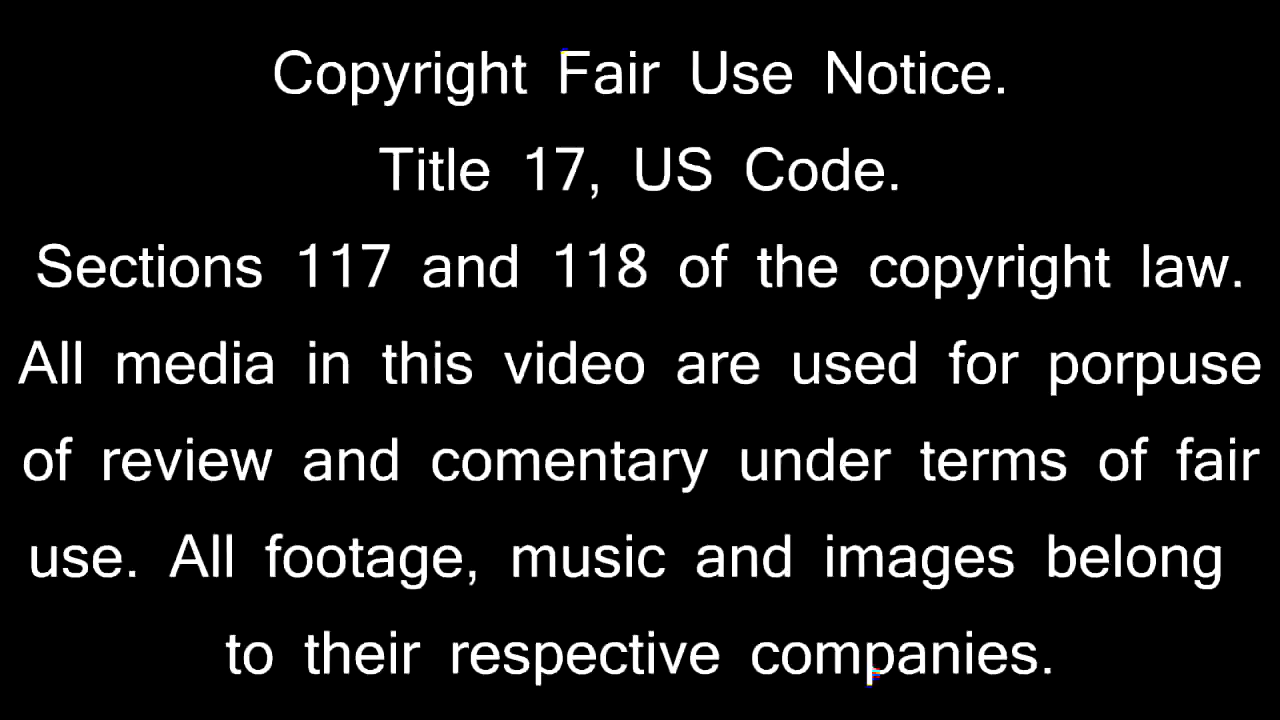 Copyright Fair Use Notice.
Title 17, US Code.
Sections 117 and 118 of the copyright law.
All media in this video are used for porpuse
of review and comentary under terms of fair
use. All footage, music and images belong
to their respective companies.